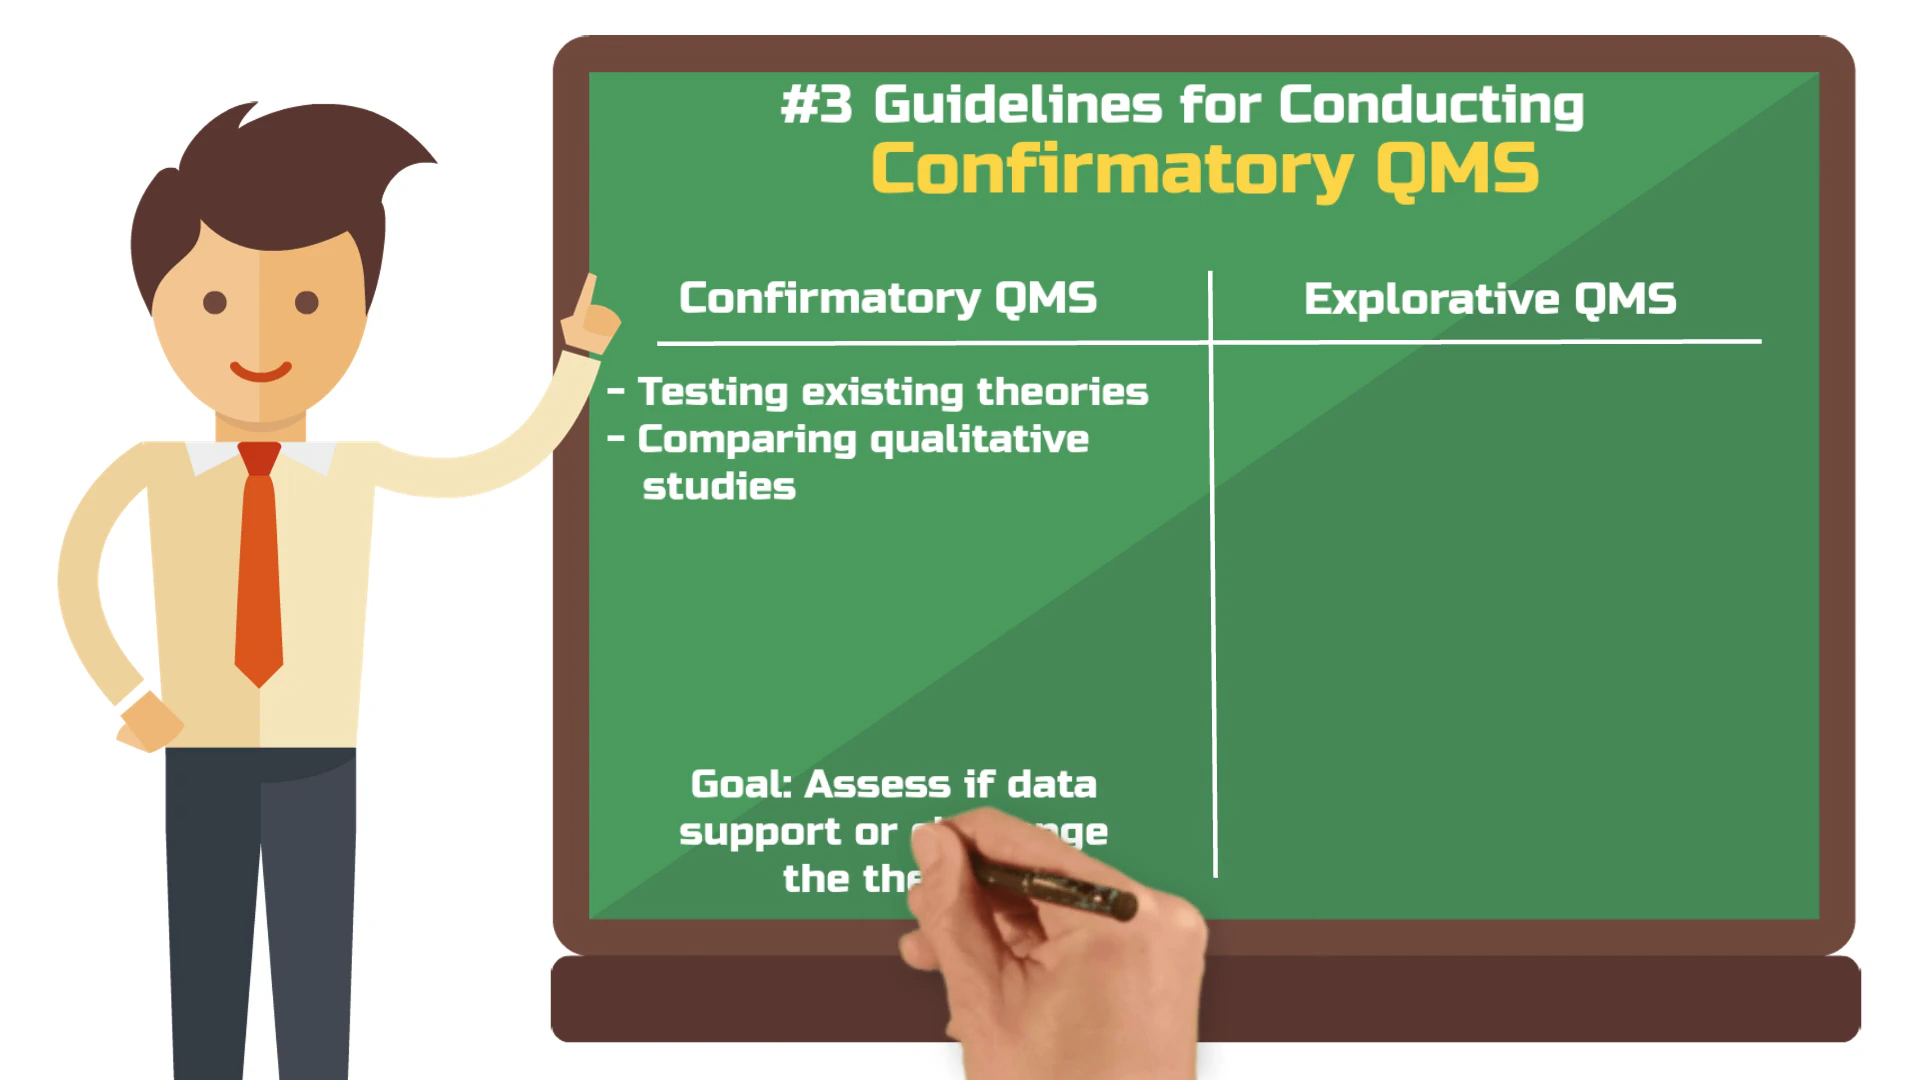 #3 Guidelines for Conducting
Confirmatory QMS
Confirmatory QMS
Explorative QMS
- Testing existing theories
- Comparing qualitative
studies
Goal: Assess if data
support or
the